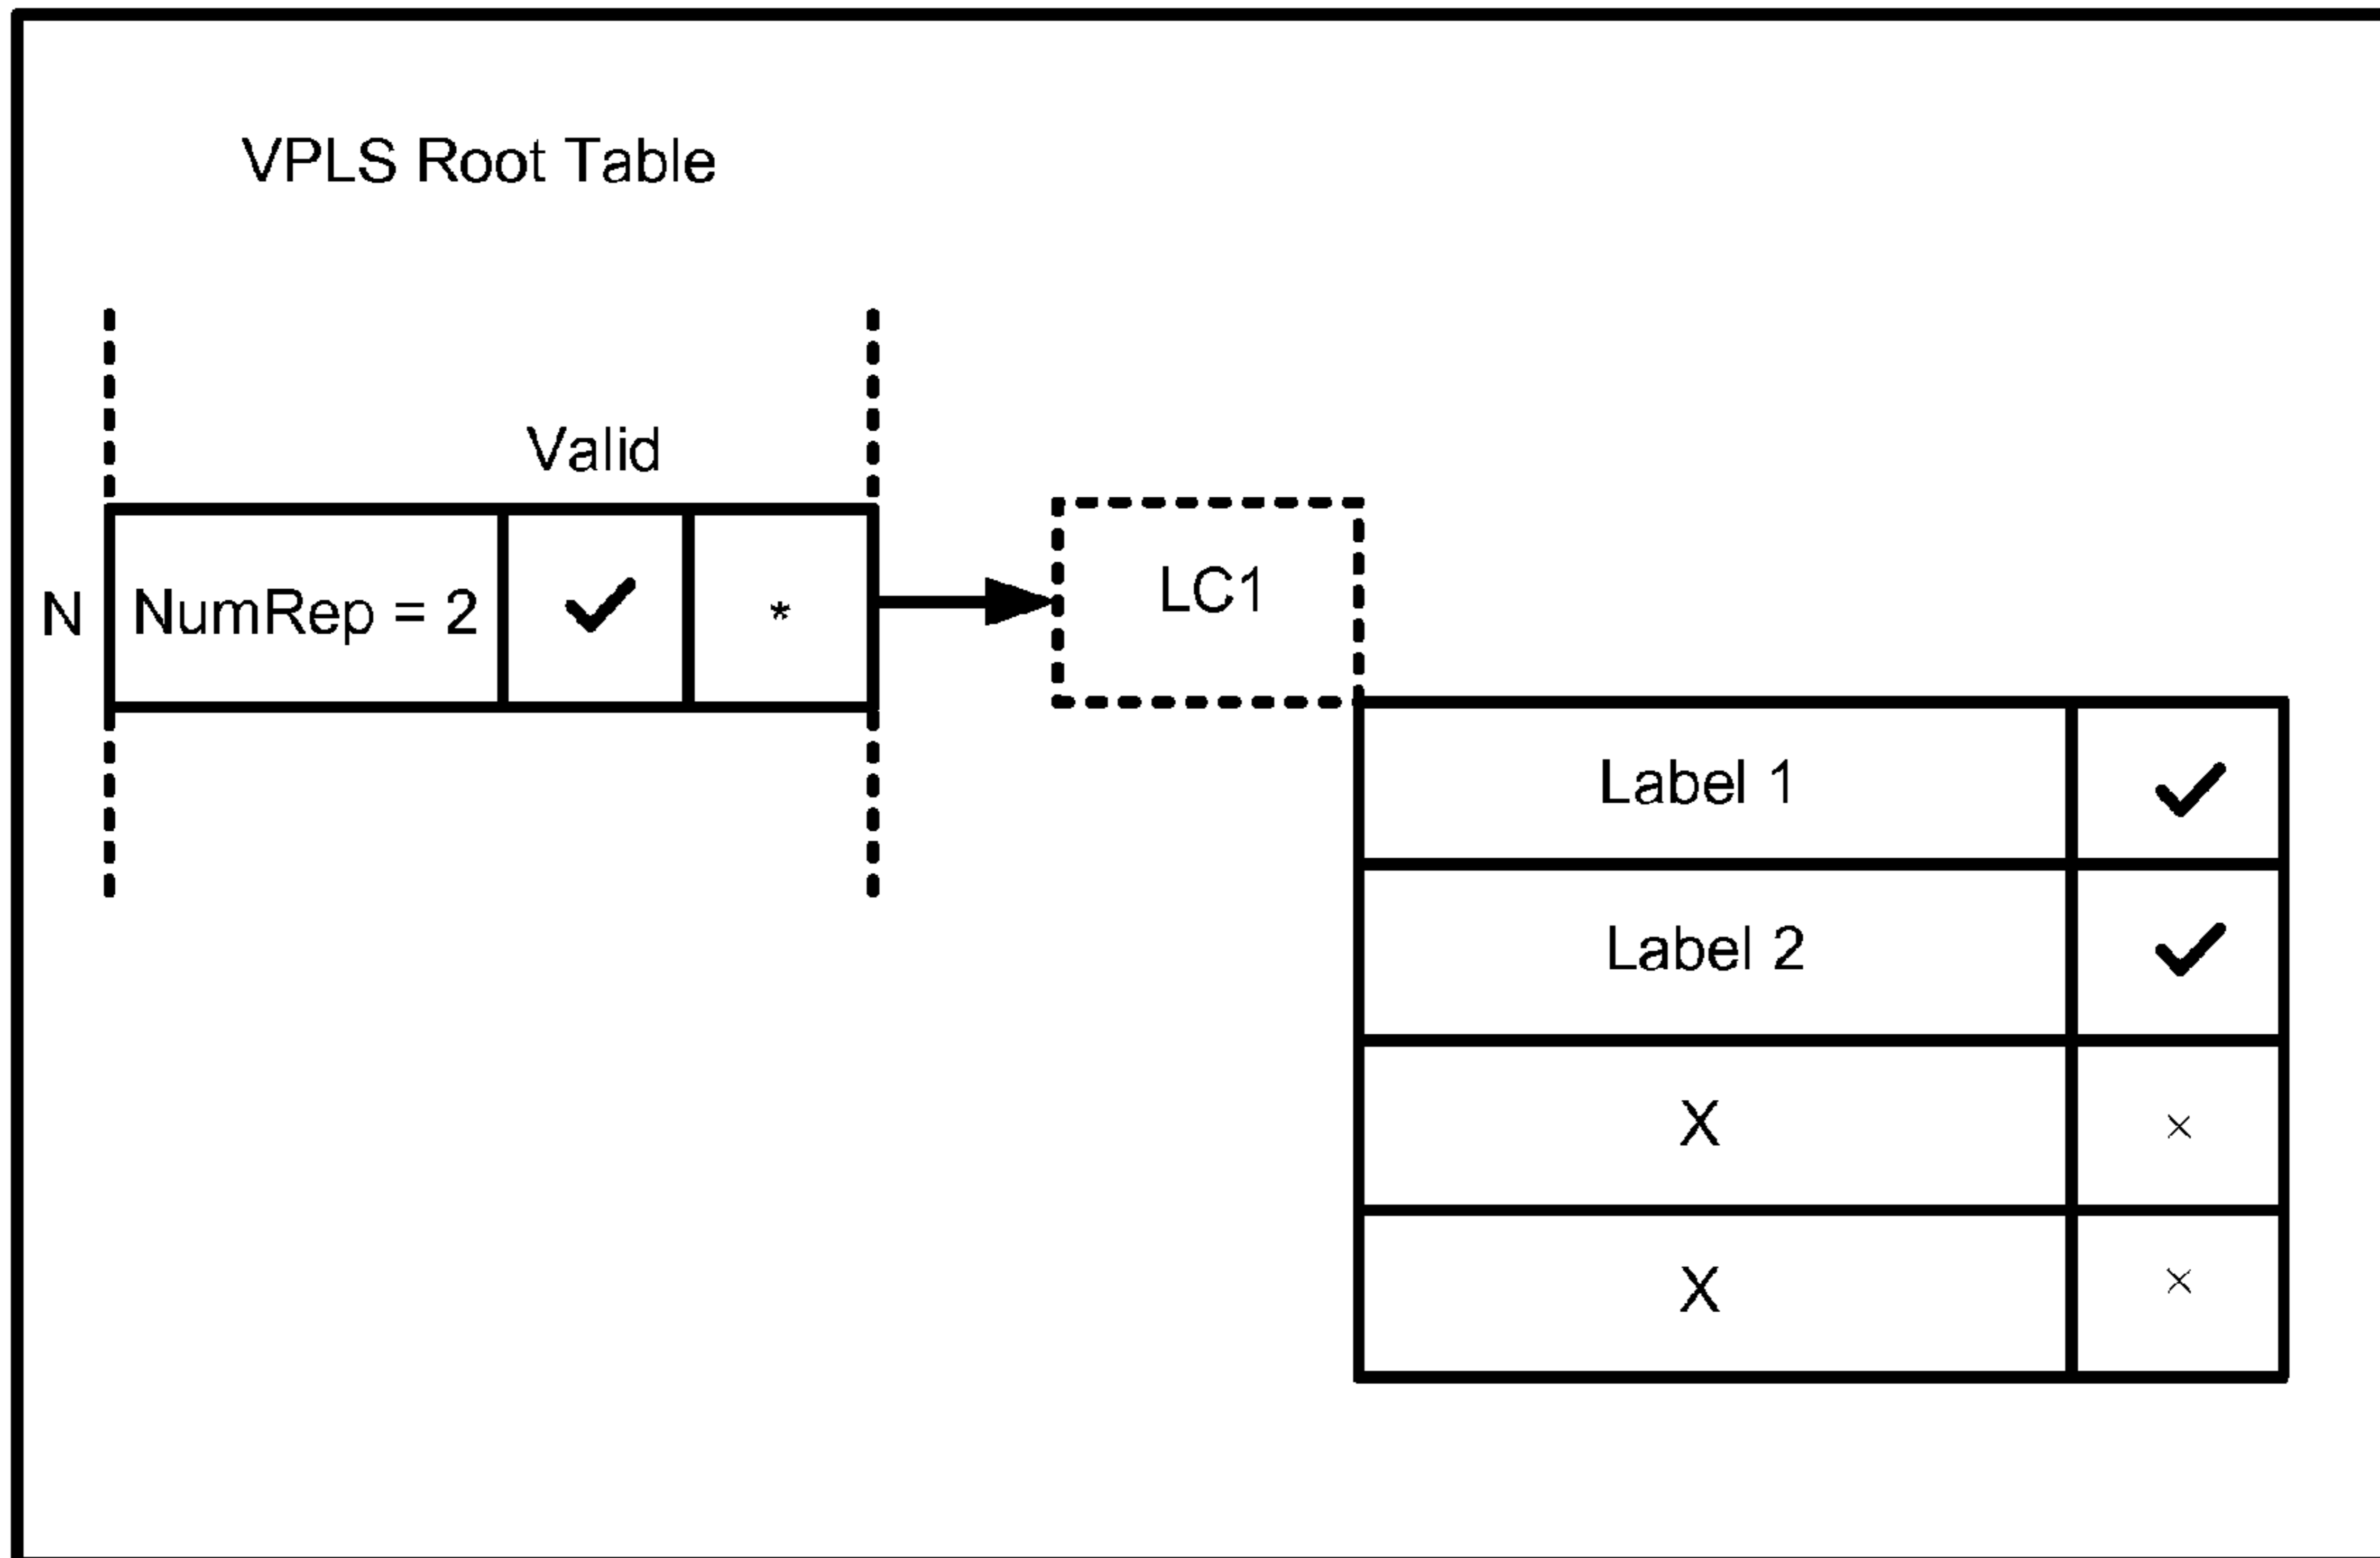 VPLS Root Table
Valid
N NumRep = 2 ✓ *
LC1
Label 1 ✓
Label 2 ✓
X ×
X ×